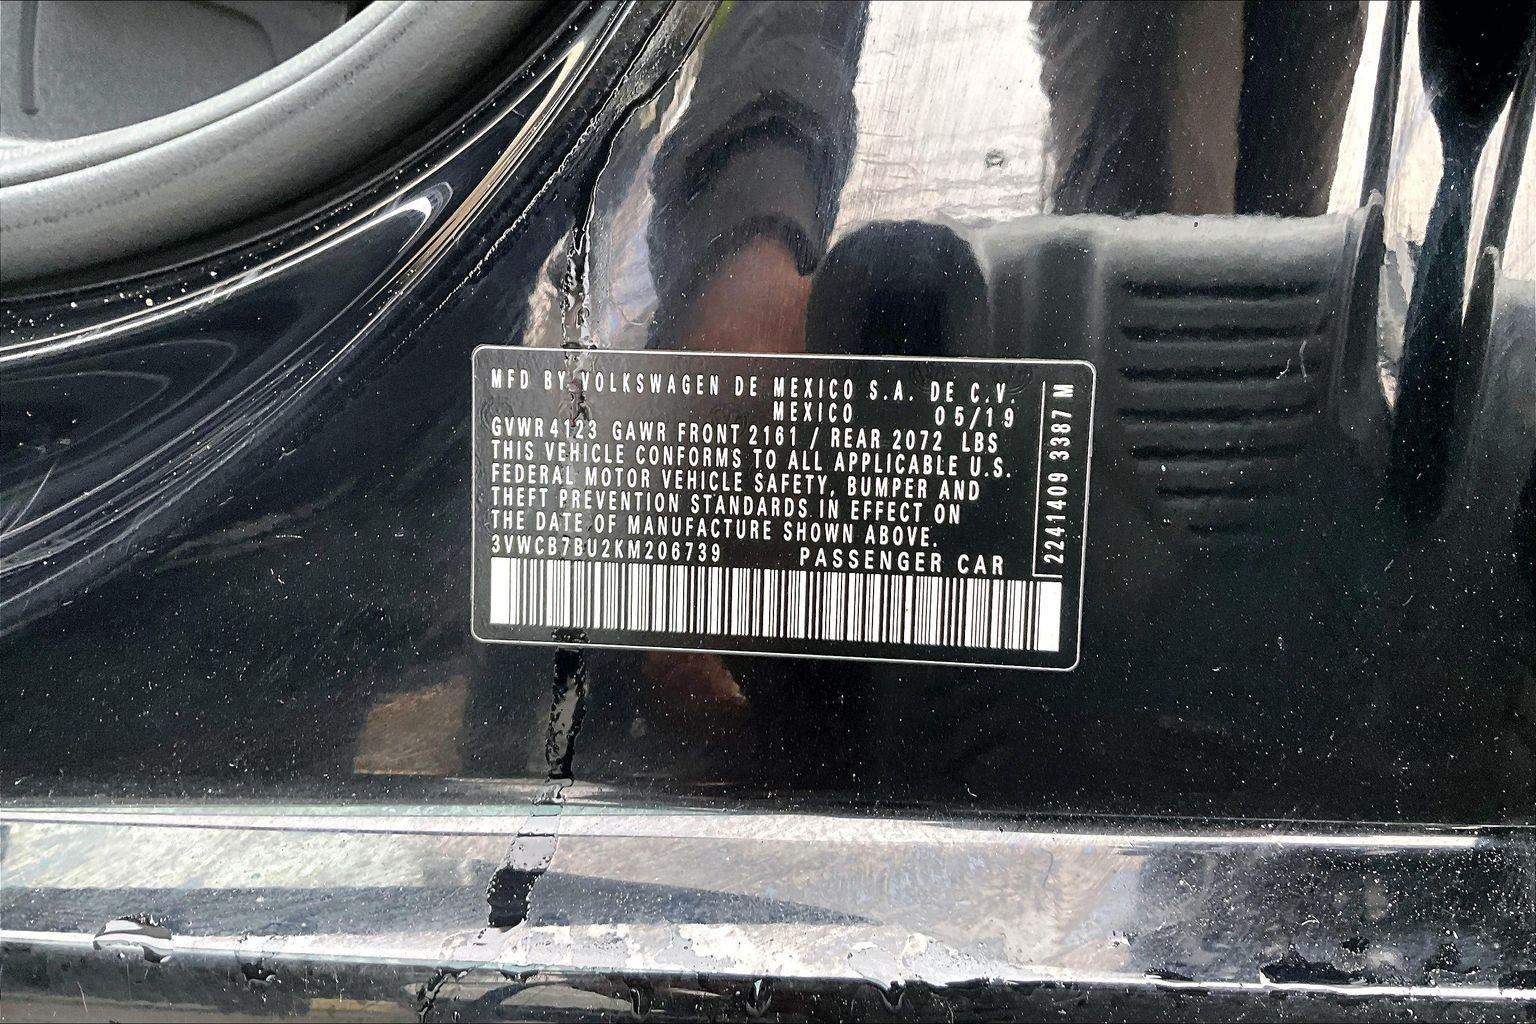 MFD BY VOLKSWAGEN DE MEXICO S.A. DE C.V.
MEXICO 05/19
GVWR 4123 GAWR FRONT 2161 / REAR 2072 LBS
THIS VEHICLE CONFORMS TO ALL APPLICABLE U.S.
FEDERAL MOTOR VEHICLE SAFETY, BUMPER AND
THEFT PREVENTION STANDARDS IN EFFECT ON
THE DATE OF MANUFACTURE SHOWN ABOVE.
3VWCB7BU2KM206739 PASSENGER CAR
2241409 3387 M